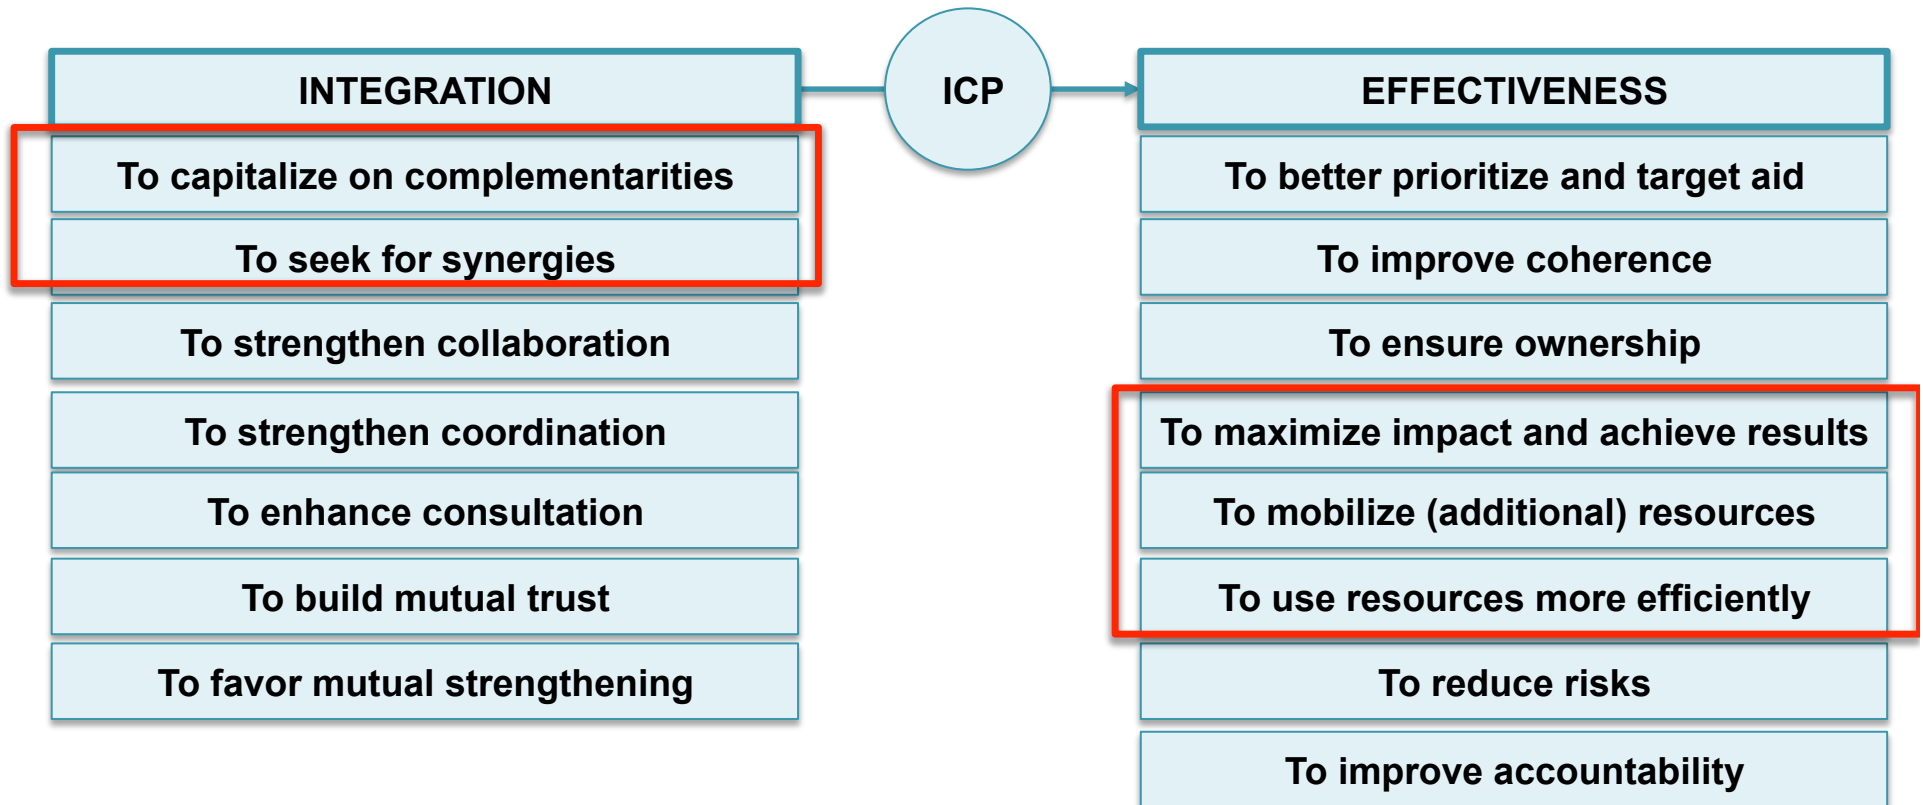 INTEGRATION
To capitalize on complementarities
To seek for synergies
To strengthen collaboration
To strengthen coordination
To enhance consultation
To build mutual trust
To favor mutual strengthening
ICP
EFFECTIVENESS
To better prioritize and target aid
To improve coherence
To ensure ownership
To maximize impact and achieve results
To mobilize (additional) resources
To use resources more efficiently
To reduce risks
To improve accountability